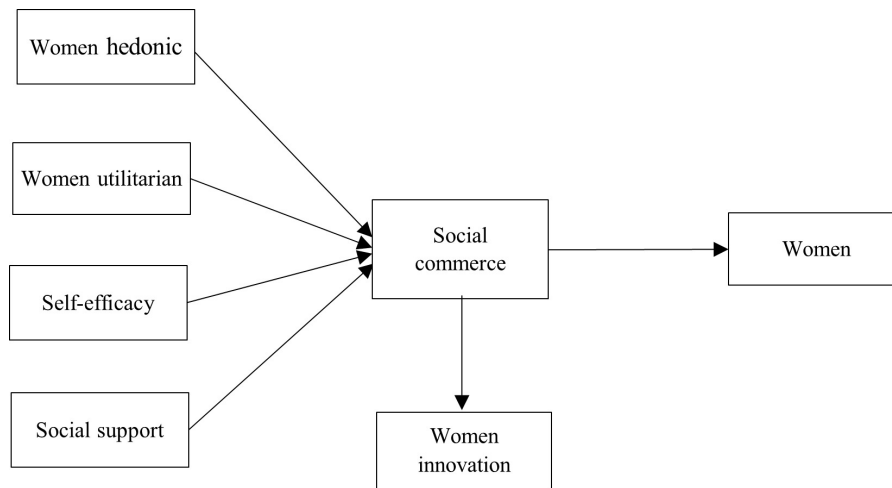 Women hedonic
Women utilitarian
Self-efficacy
Social support
Social
commerce
Women
innovation
Women